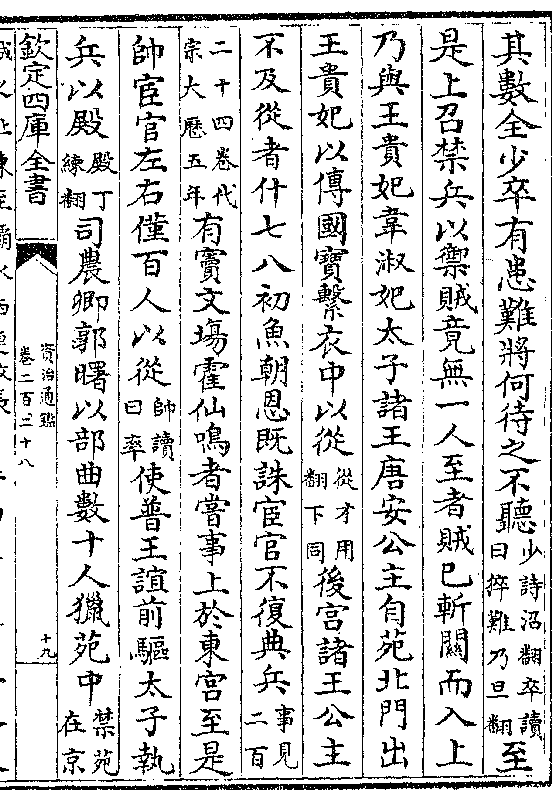 其數全少卒有患難將何待之不聽少詩沼翻卒讀曰猝難乃旦翻至
是上召禁兵以禦賊竟無一人至者賊已斬關而入上
乃與王貴妃韋淑妃太子諸王唐安公主自苑北門出
王貴妃以傳國寶繫衣中以從從才用翻下同後宮諸王公主
不及從者什七八初魚朝恩既誅宦官不復典兵事見二百
二十四卷代宗大歷五年有竇文場霍仙鳴者嘗事上於東宮至是
帥宦官左右僅百人以從帥讀曰率使普王誼前驅太子執
兵以殿殿丁練翻司農卿郭曙以部曲數十人獵苑中禁苑在京
欽定四庫全書
資治通鑑
卷二百二十八
十九